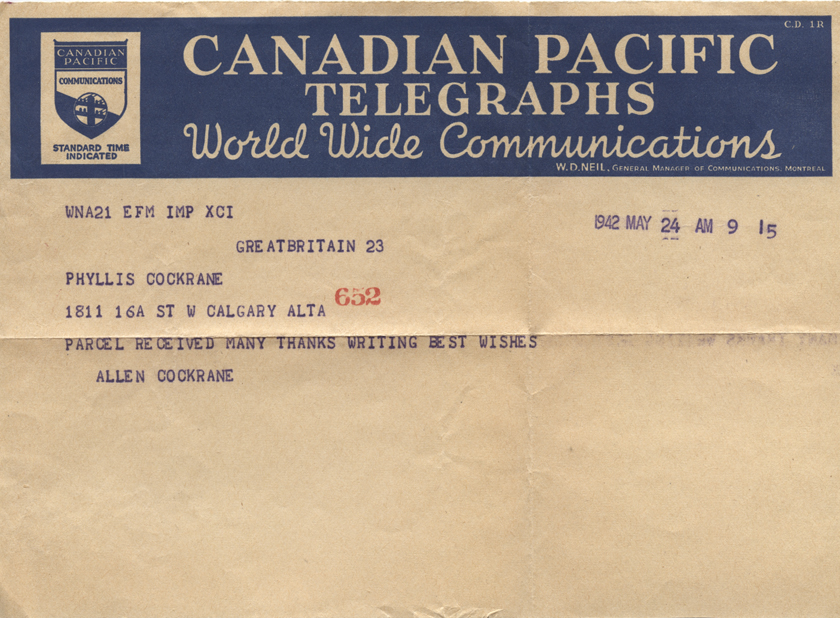 C.D. 1R
CANADIAN PACIFIC
COMMUNICATIONS
STANDARD TIME
INDICATED
CANADIAN PACIFIC
TELEGRAPHS
World Wide Communications
W.D. NEIL, GENERAL MANAGER OF COMMUNICATIONS, MONTREAL
WNA21 EFM IMP XCI
1942 MAY 24 AM 9 15
GREATBRITAIN 23
PHYLLIS COCKRANE
652
1811 16A ST W CALGARY ALTA
PARCEL RECEIVED MANY THANKS WRITING BEST WISHES
ALLEN COCKRANE